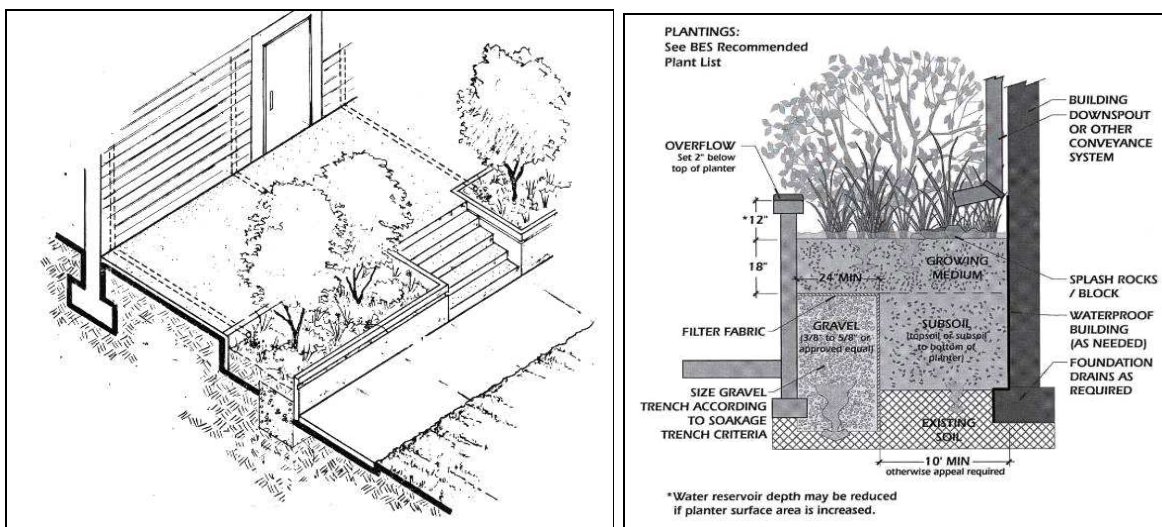 PLANTINGS:
See BES Recommended
Plant List
OVERFLOW
Set 2" below
top of planter
*12"
18"
24"MIN
FILTER FABRIC
GRAVEL
(3/8" to 5/8" or
approved equal)
SIZE GRAVEL
TRENCH ACCORDING
TO SOAKAGE
TRENCH CRITERIA
GROWING
MEDIUM
SUBSOIL
(topsoil or subsoil
to bottom of
planter)
EXISTING
SOIL
BUILDING
DOWNSPOUT
OR OTHER
CONVEYANCE
SYSTEM
SPLASH ROCKS
/ BLOCK
WATERPROOF
BUILDING
(AS NEEDED)
FOUNDATION
DRAINS AS
REQUIRED
10' MIN
otherwise appeal required
*Water reservoir depth may be reduced
if planter surface area is increased.